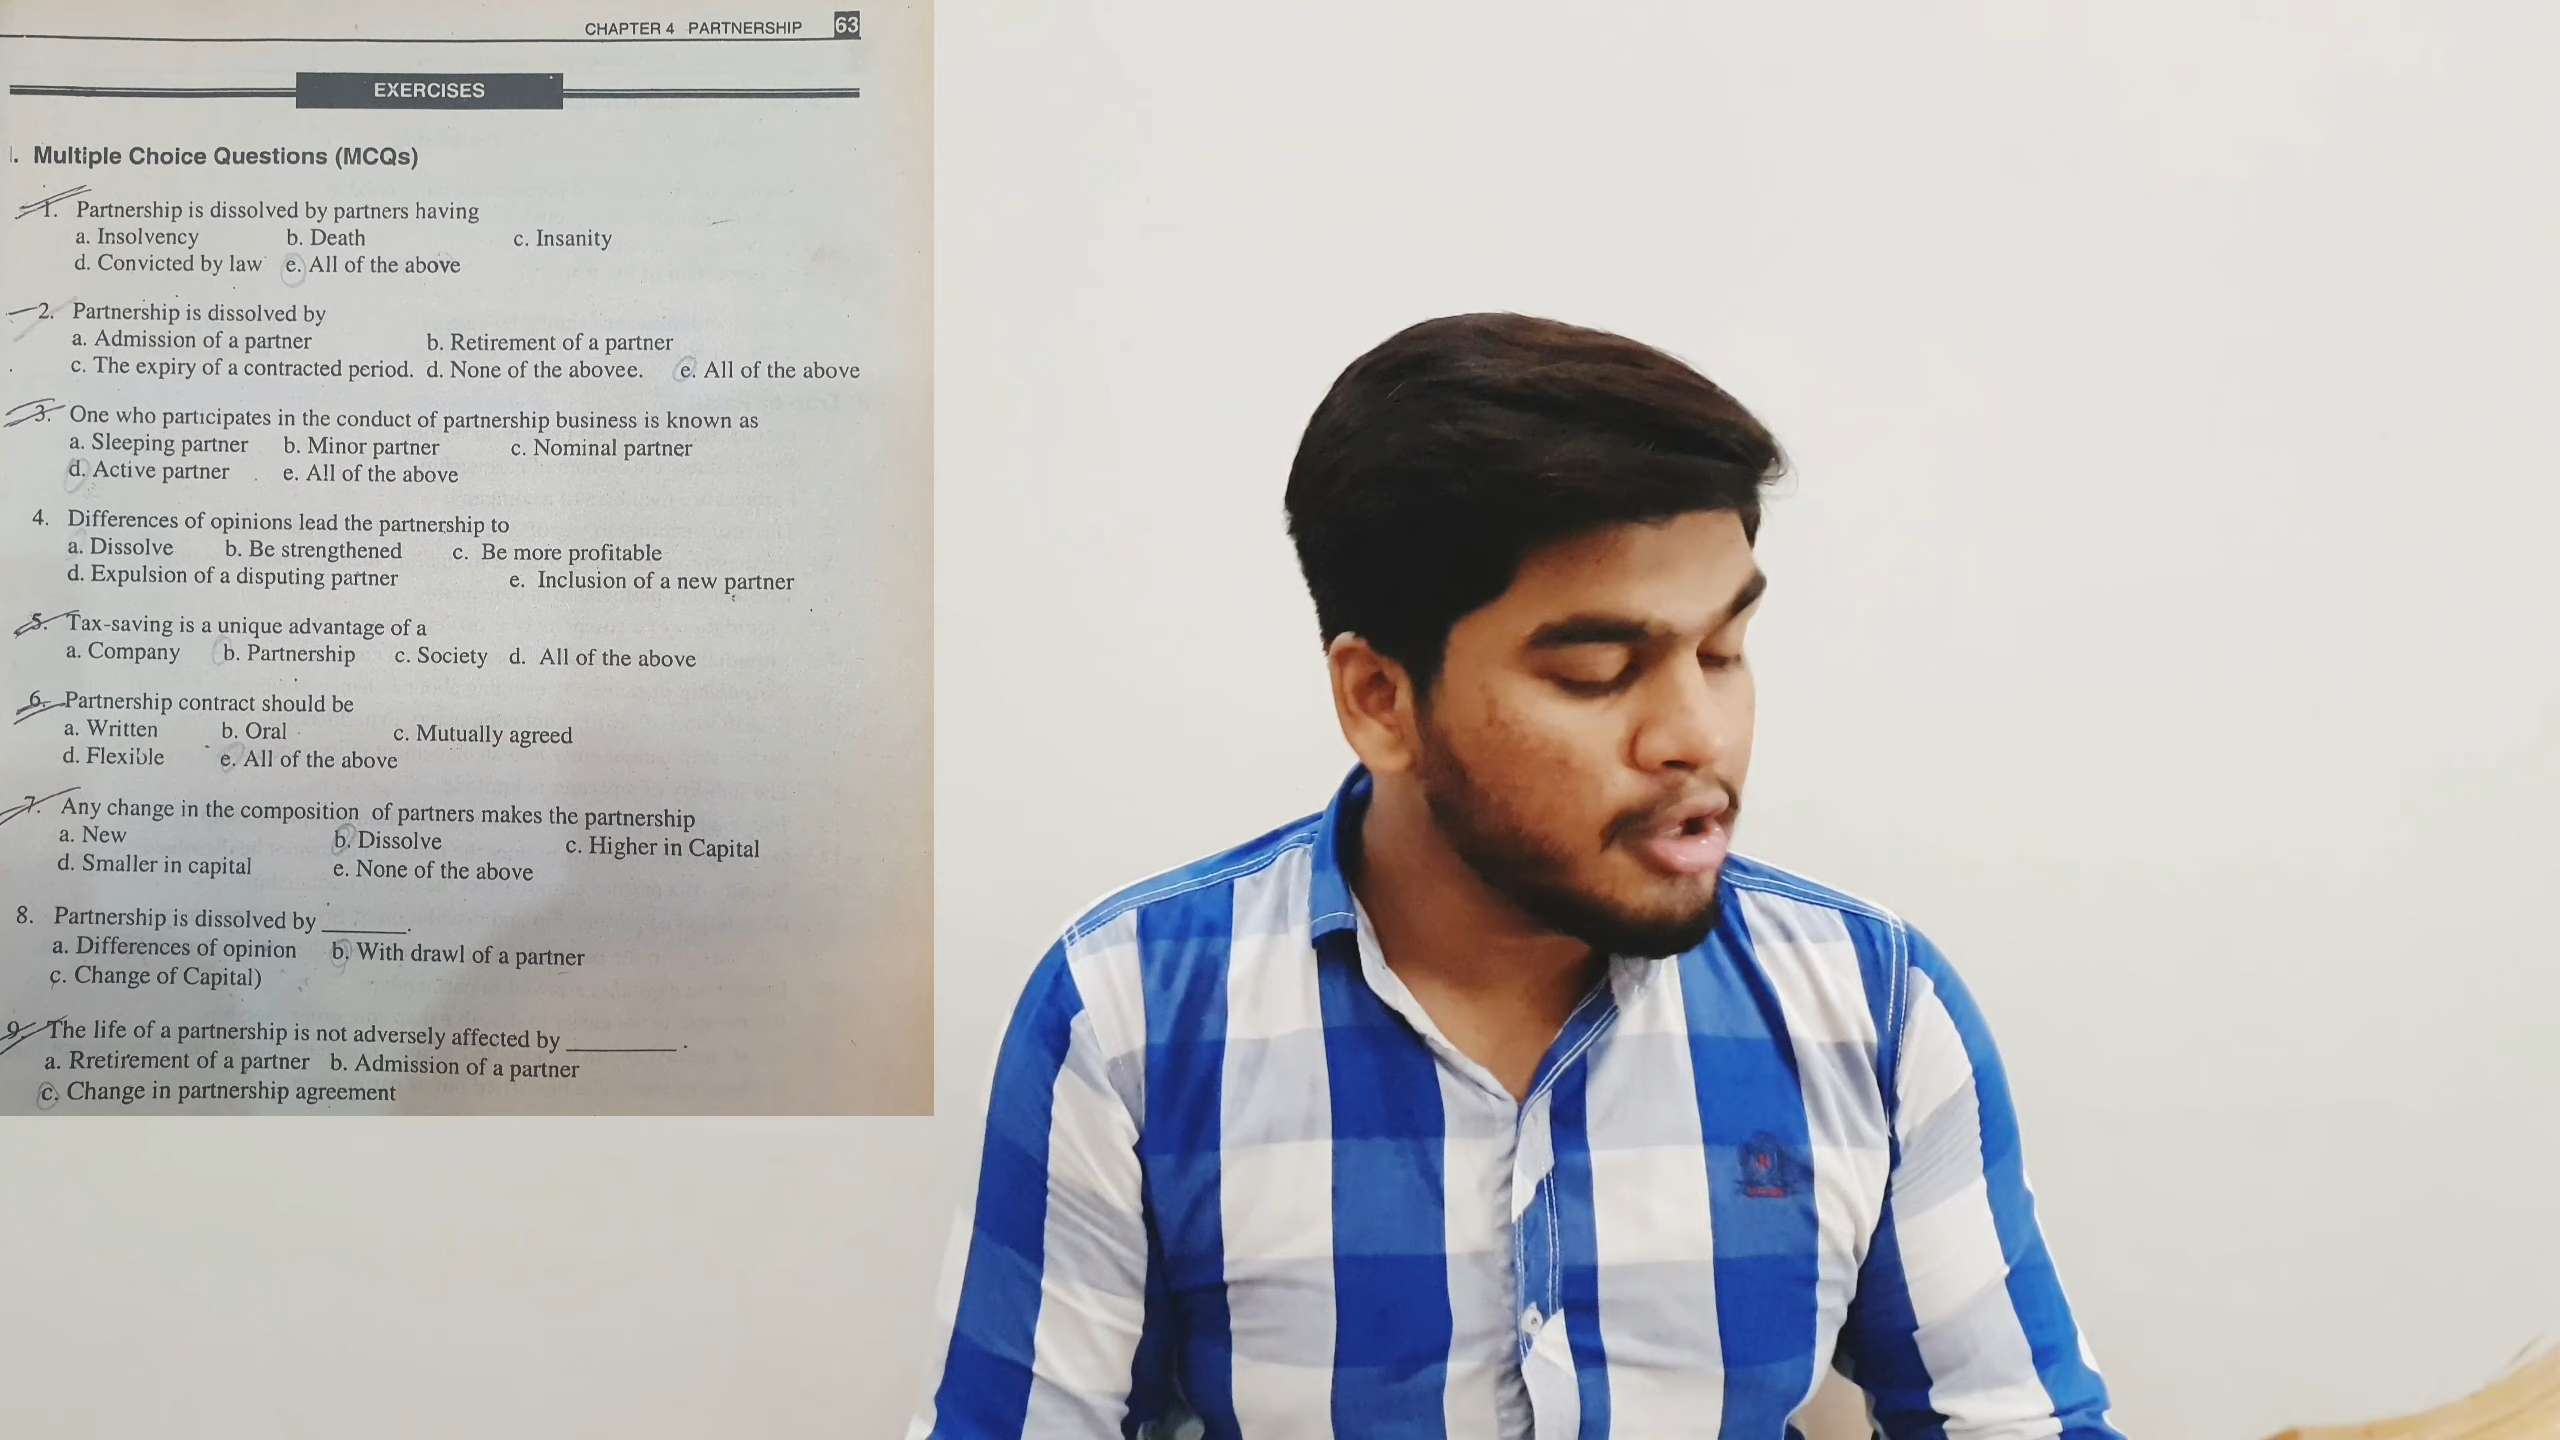 CHAPTER 4 PARTNERSHIP 63
EXERCISES
I. Multiple Choice Questions (MCQs)
1. Partnership is dissolved by partners having
a. Insolvency b. Death c. Insanity
d. Convicted by law e. All of the above
2. Partnership is dissolved by
a. Admission of a partner b. Retirement of a partner
c. The expiry of a contracted period. d. None of the abovee. e. All of the above
3. One who participates in the conduct of partnership business is known as
a. Sleeping partner b. Minor partner c. Nominal partner
d. Active partner e. All of the above
4. Differences of opinions lead the partnership to
a. Dissolve b. Be strengthened c. Be more profitable
d. Expulsion of a disputing partner e. Inclusion of a new partner
5. Tax-saving is a unique advantage of a
a. Company b. Partnership c. Society d. All of the above
6. Partnership contract should be
a. Written b. Oral c. Mutually agreed
d. Flexible e. All of the above
7. Any change in the composition of partners makes the partnership
a. New b. Dissolve c. Higher in Capital
d. Smaller in capital e. None of the above
8. Partnership is dissolved by _______.
a. Differences of opinion b. With drawl of a partner
c. Change of Capital)
9. The life of a partnership is not adversely affected by _________ .
a. Rretirement of a partner b. Admission of a partner
c. Change in partnership agreement